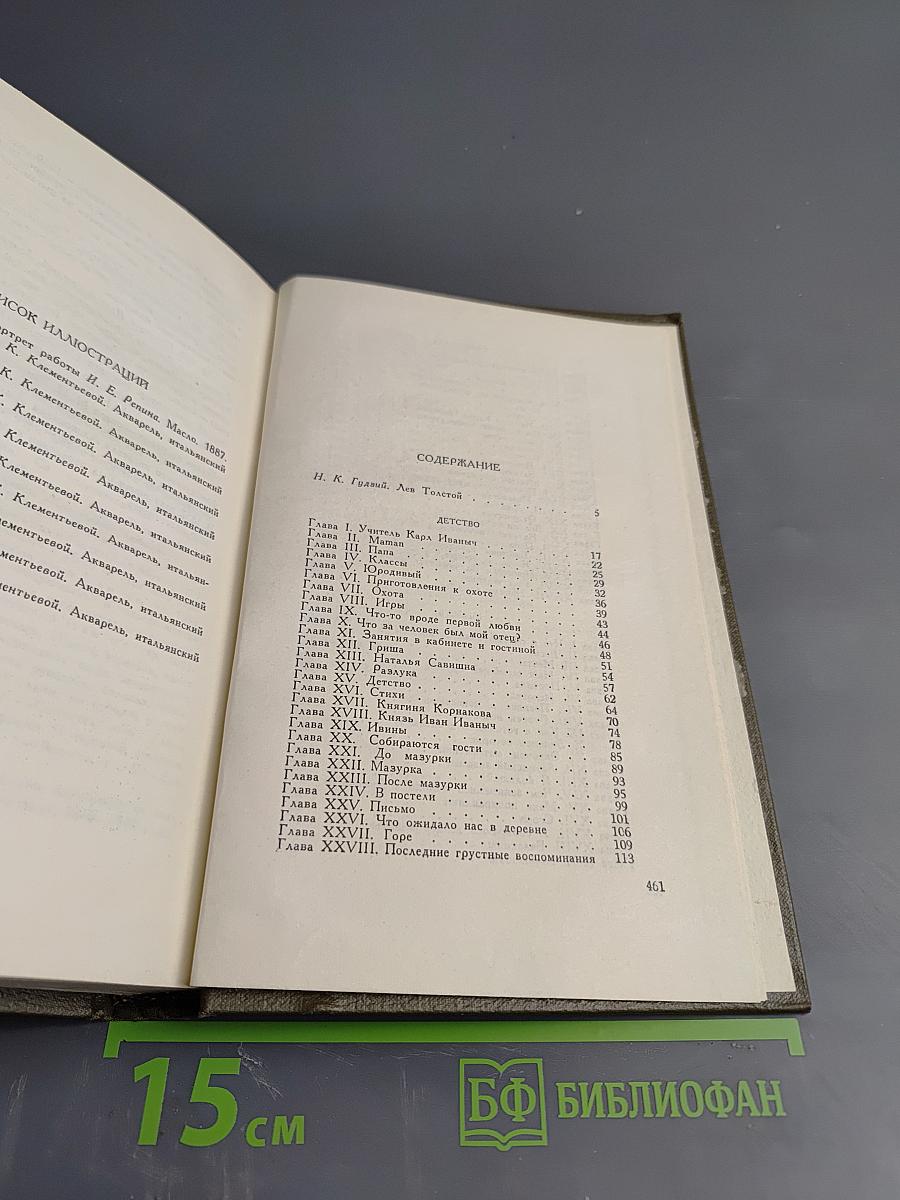 ИСОК ИЛЛЮСТРАЦИЙ
ортрет работы И. Е. Репина. Масло. 1887.
К. Клементьевой. Акварель, итальянский
К. Клементьевой. Акварель, итальянский
К. Клементьевой. Акварель, итальянский
Клементьевой. Акварель, итальянский
Клементьевой. Акварель, итальянский
К. Клементьевой. Акварель, итальян-
лементьевой. Акварель, итальянский
ментьевой. Акварель, итальянский
ементьевой. Акварель, итальянский
СОДЕРЖАНИЕ
Н. К. Гудзий. Лев Толстой . . . . . . . . . 5
ДЕТСТВО
Глава I. Учитель Карл Иваныч . . . . . . . 17
Глава II. Maman . . . . . . . . . . . . 22
Глава III. Папа . . . . . . . . . . . . 25
Глава IV. Классы . . . . . . . . . . . . 29
Глава V. Юродивый . . . . . . . . . . . 32
Глава VI. Приготовления к охоте . . . . . . . 36
Глава VII. Охота . . . . . . . . . . . . 39
Глава VIII. Игры . . . . . . . . . . . . 43
Глава IX. Что-то вроде первой любви . . . . . 44
Глава X. Что за человек был мой отец? . . . . 46
Глава XI. Занятия в кабинете и гостиной . . . 48
Глава XII. Гриша . . . . . . . . . . . . 51
Глава XIII. Наталья Савишна . . . . . . . . 54
Глава XIV. Разлука . . . . . . . . . . . 57
Глава XV. Детство . . . . . . . . . . . 62
Глава XVI. Стихи . . . . . . . . . . . . 64
Глава XVII. Княгиня Корнакова . . . . . . . 70
Глава XVIII. Князь Иван Иваныч . . . . . . . 74
Глава XIX. Ивины . . . . . . . . . . . . 78
Глава XX. Собираются гости . . . . . . . . 85
Глава XXI. До мазурки . . . . . . . . . . 89
Глава XXII. Мазурка . . . . . . . . . . . 93
Глава XXIII. После мазурки . . . . . . . . 95
Глава XXIV. В постели . . . . . . . . . . 99
Глава XXV. Письмо . . . . . . . . . . . 101
Глава XXVI. Что ожидало нас в деревне . . . . 106
Глава XXVII. Горе . . . . . . . . . . . 109
Глава XXVIII. Последние грустные воспоминания 113
461
15 см
БФ БИБЛИОФАН